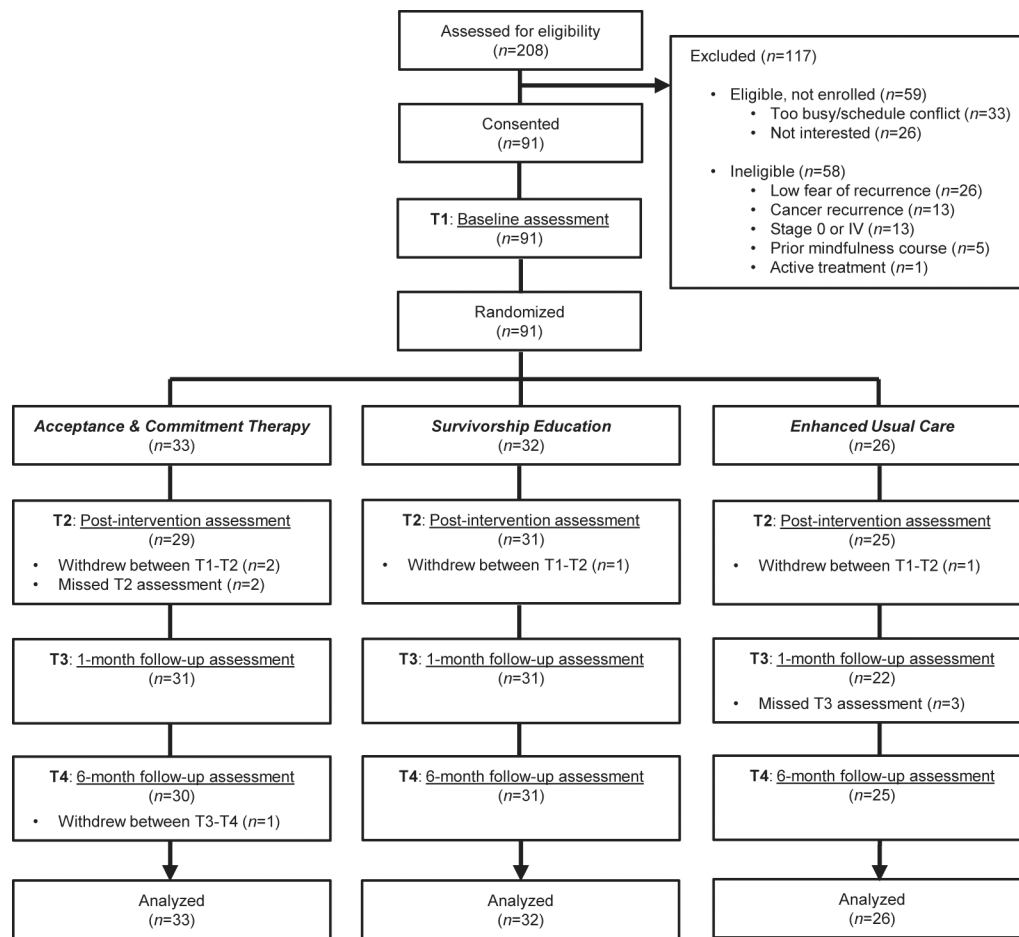 Assessed for eligibility
(n=208)
Excluded (n=117)
• Eligible, not enrolled (n=59)
• Too busy/schedule conflict (n=33)
• Not interested (n=26)
• Ineligible (n=58)
• Low fear of recurrence (n=26)
• Cancer recurrence (n=13)
• Stage 0 or IV (n=13)
• Prior mindfulness course (n=5)
• Active treatment (n=1)
Consented
(n=91)
T1: Baseline assessment
(n=91)
Randomized
(n=91)
Acceptance & Commitment Therapy
(n=33)
Survivorship Education
(n=32)
Enhanced Usual Care
(n=26)
T2: Post-intervention assessment
(n=29)
• Withdrew between T1-T2 (n=2)
• Missed T2 assessment (n=2)
T2: Post-intervention assessment
(n=31)
• Withdrew between T1-T2 (n=1)
T2: Post-intervention assessment
(n=25)
• Withdrew between T1-T2 (n=1)
T3: 1-month follow-up assessment
(n=31)
T3: 1-month follow-up assessment
(n=31)
T3: 1-month follow-up assessment
(n=22)
• Missed T3 assessment (n=3)
T4: 6-month follow-up assessment
(n=30)
• Withdrew between T3-T4 (n=1)
T4: 6-month follow-up assessment
(n=31)
T4: 6-month follow-up assessment
(n=25)
Analyzed
(n=33)
Analyzed
(n=32)
Analyzed
(n=26)